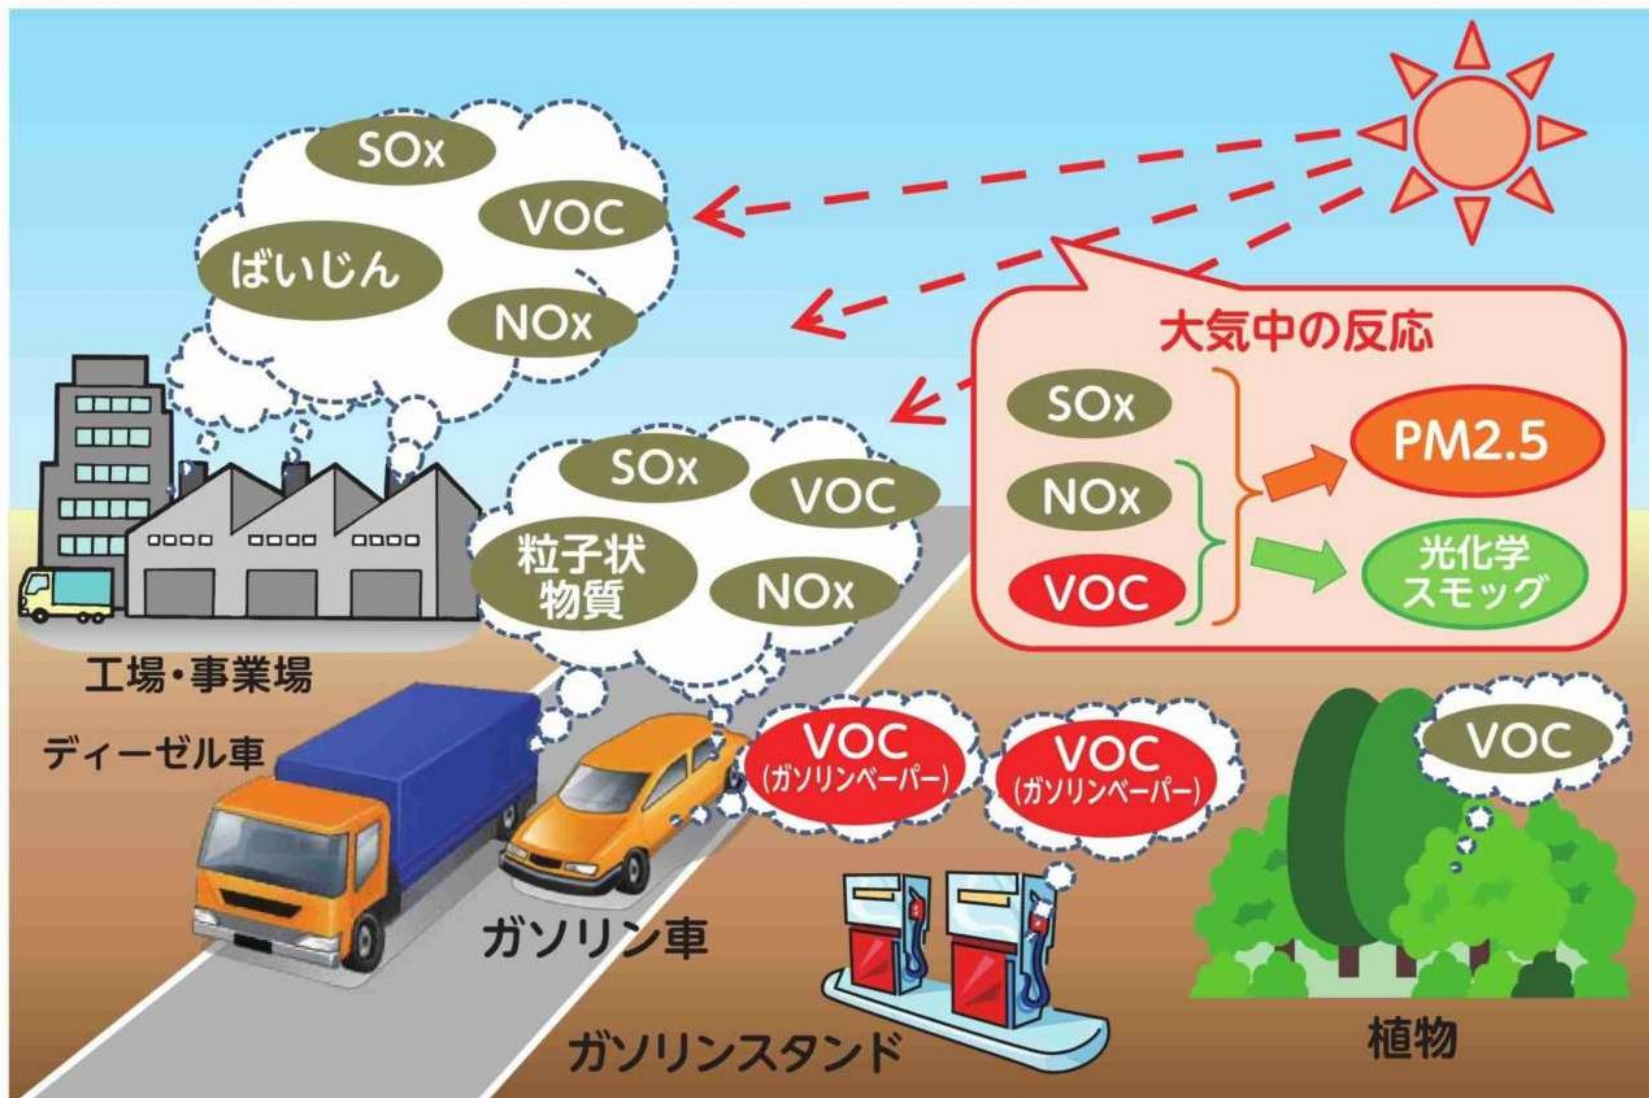 SOx
VOC
ばいじん
NOx
大気中の反応
SOx
NOx
VOC
PM2.5
光化学
スモッグ
SOx
VOC
粒子状
物質
NOx
工場・事業場
ディーゼル車
VOC
(ガソリンベーパー)
VOC
(ガソリンベーパー)
VOC
ガソリン車
ガソリンスタンド
植物